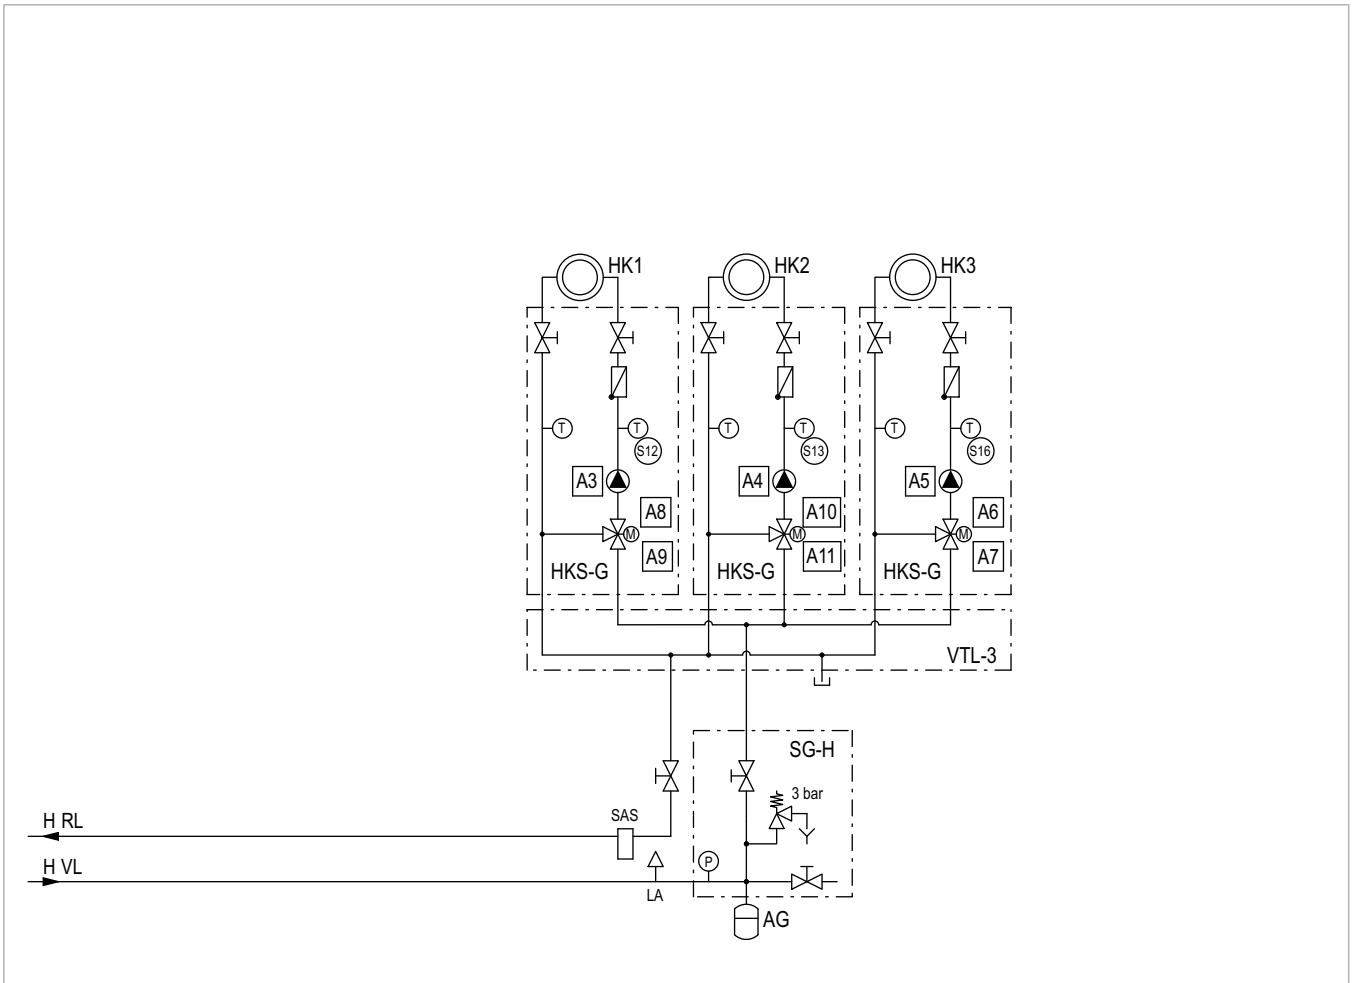 HK1 HK2 HK3
T T T T T T
S12 S13 S16
A3 A4 A5
A8 A10 A6
M M M
A9 A11 A7
HKS-G HKS-G HKS-G
VTL-3
SG-H
3 bar
SAS
H RL
H VL
P
LA
AG